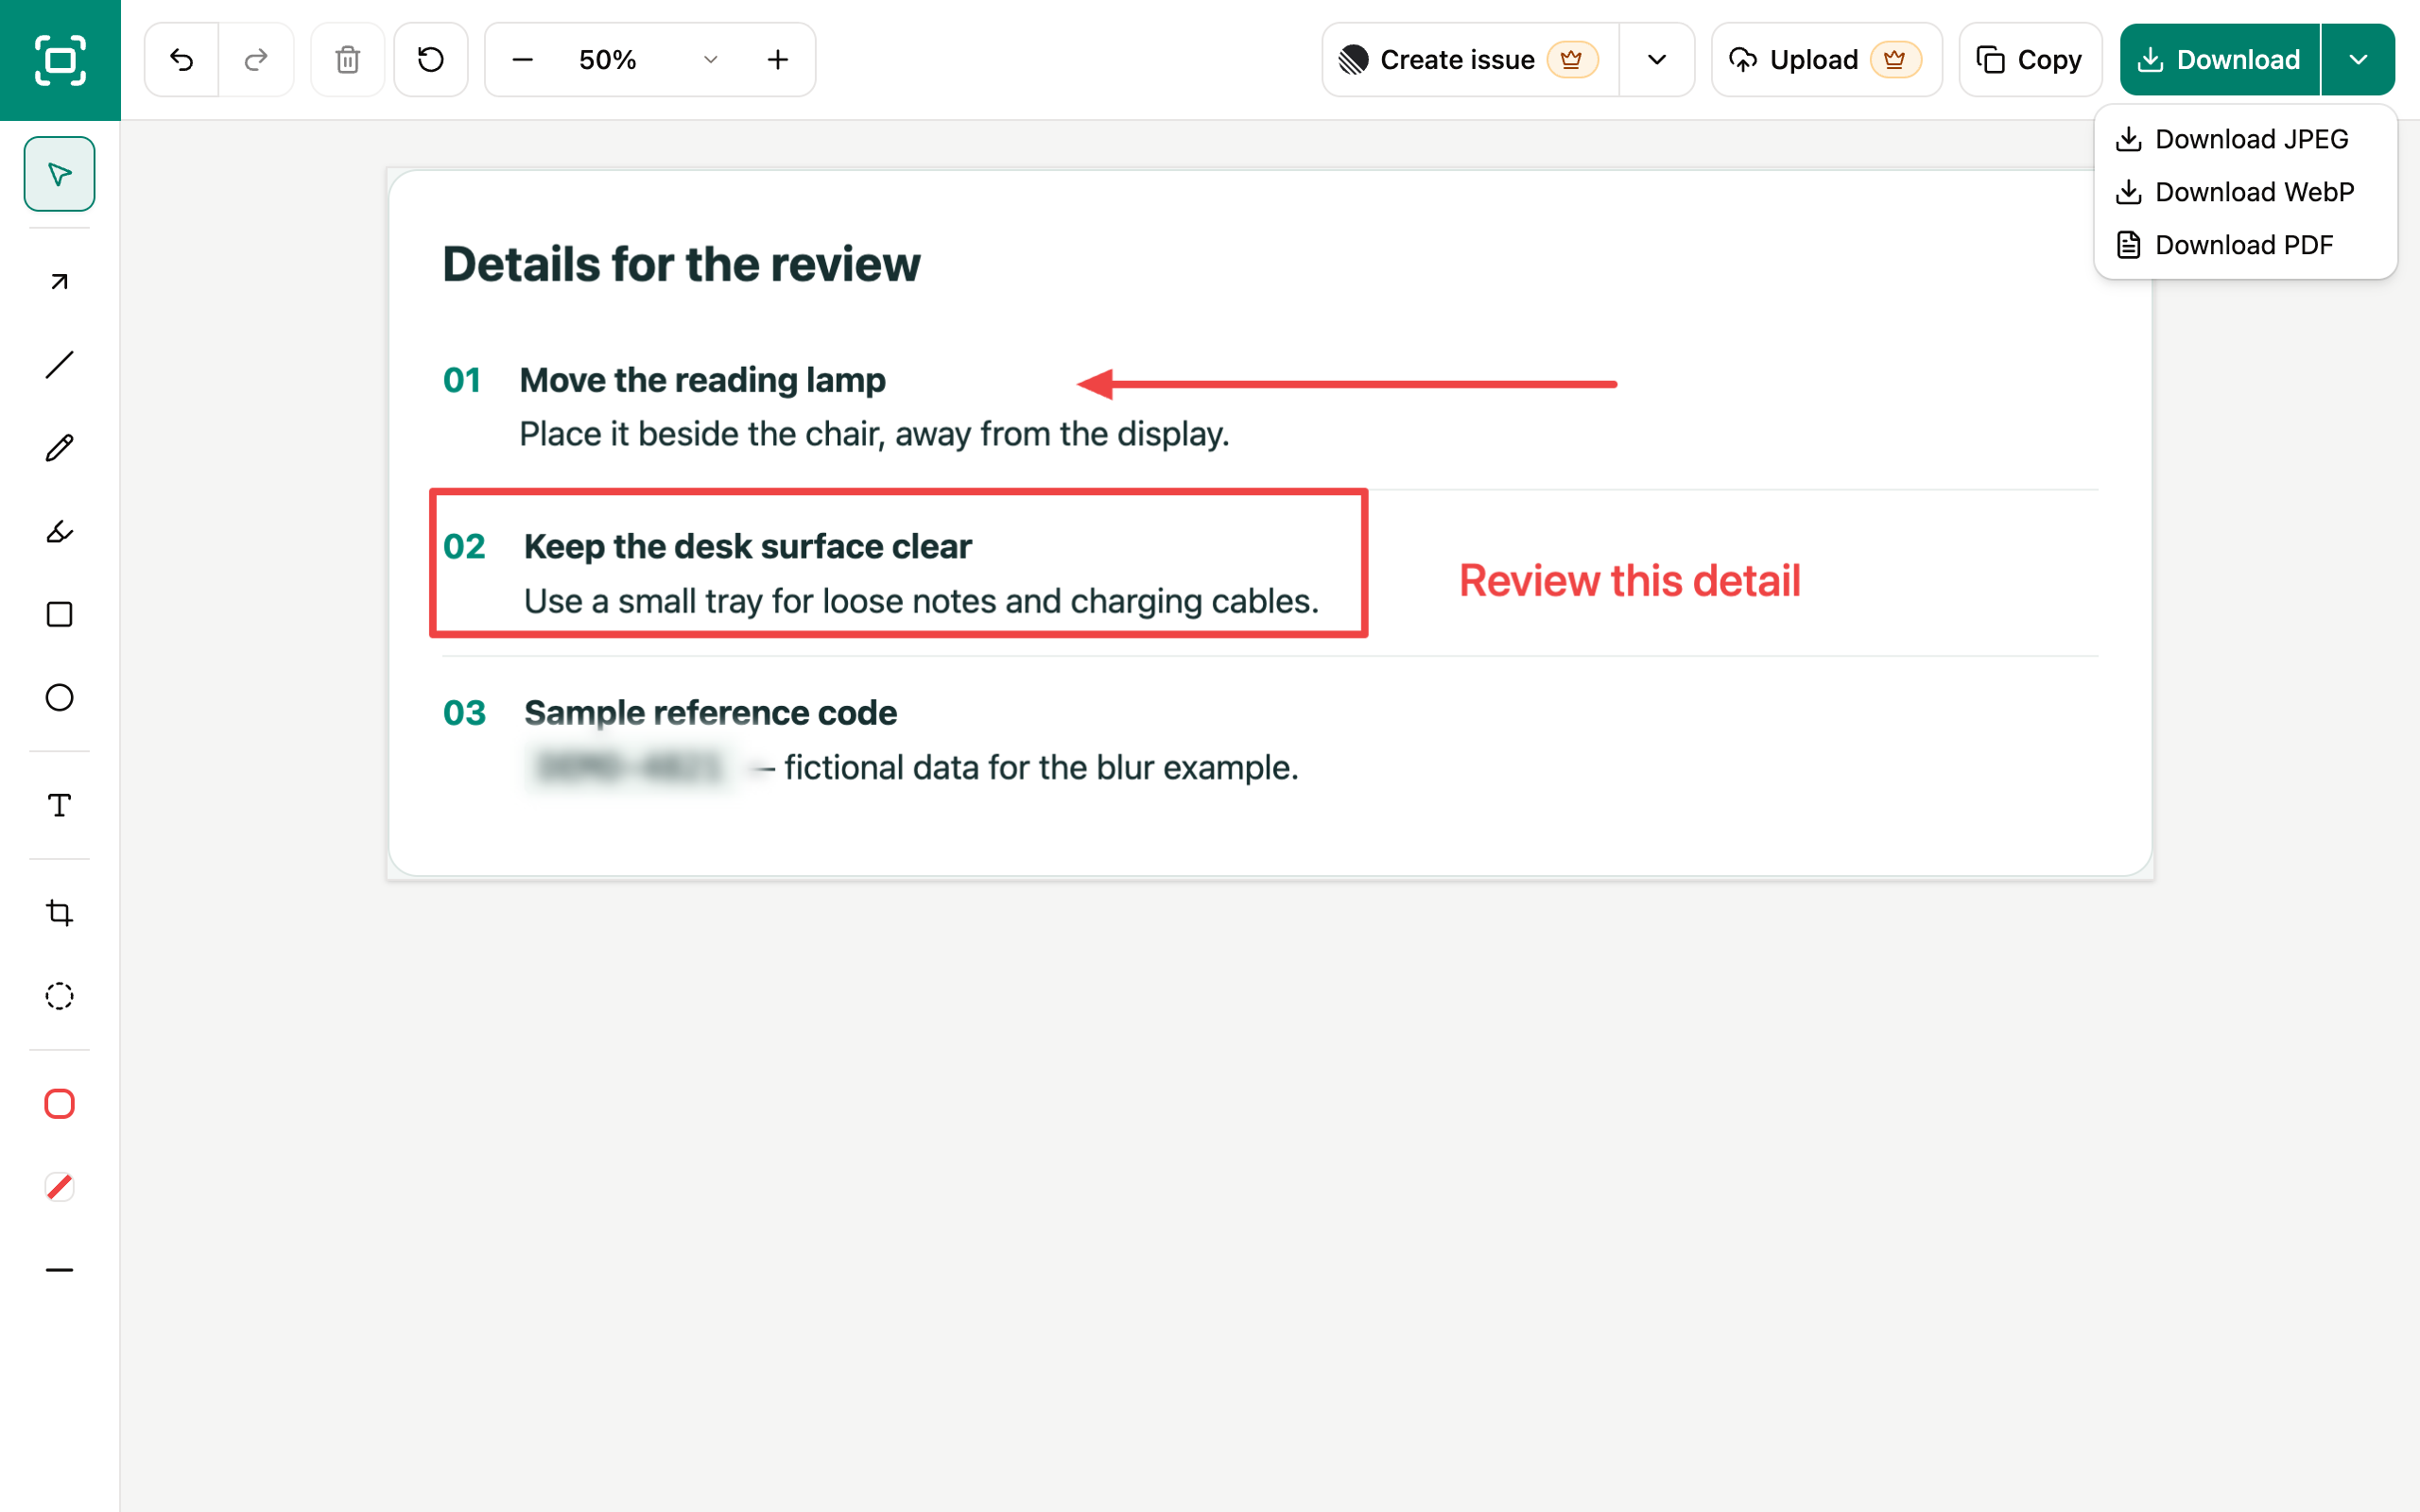 50%
Create issue
Upload
Copy
Download
Download JPEG
Download WebP
Download PDF
Details for the review
01 Move the reading lamp
Place it beside the chair, away from the display.
02 Keep the desk surface clear
Use a small tray for loose notes and charging cables.
Review this detail
03 Sample reference code
— fictional data for the blur example.